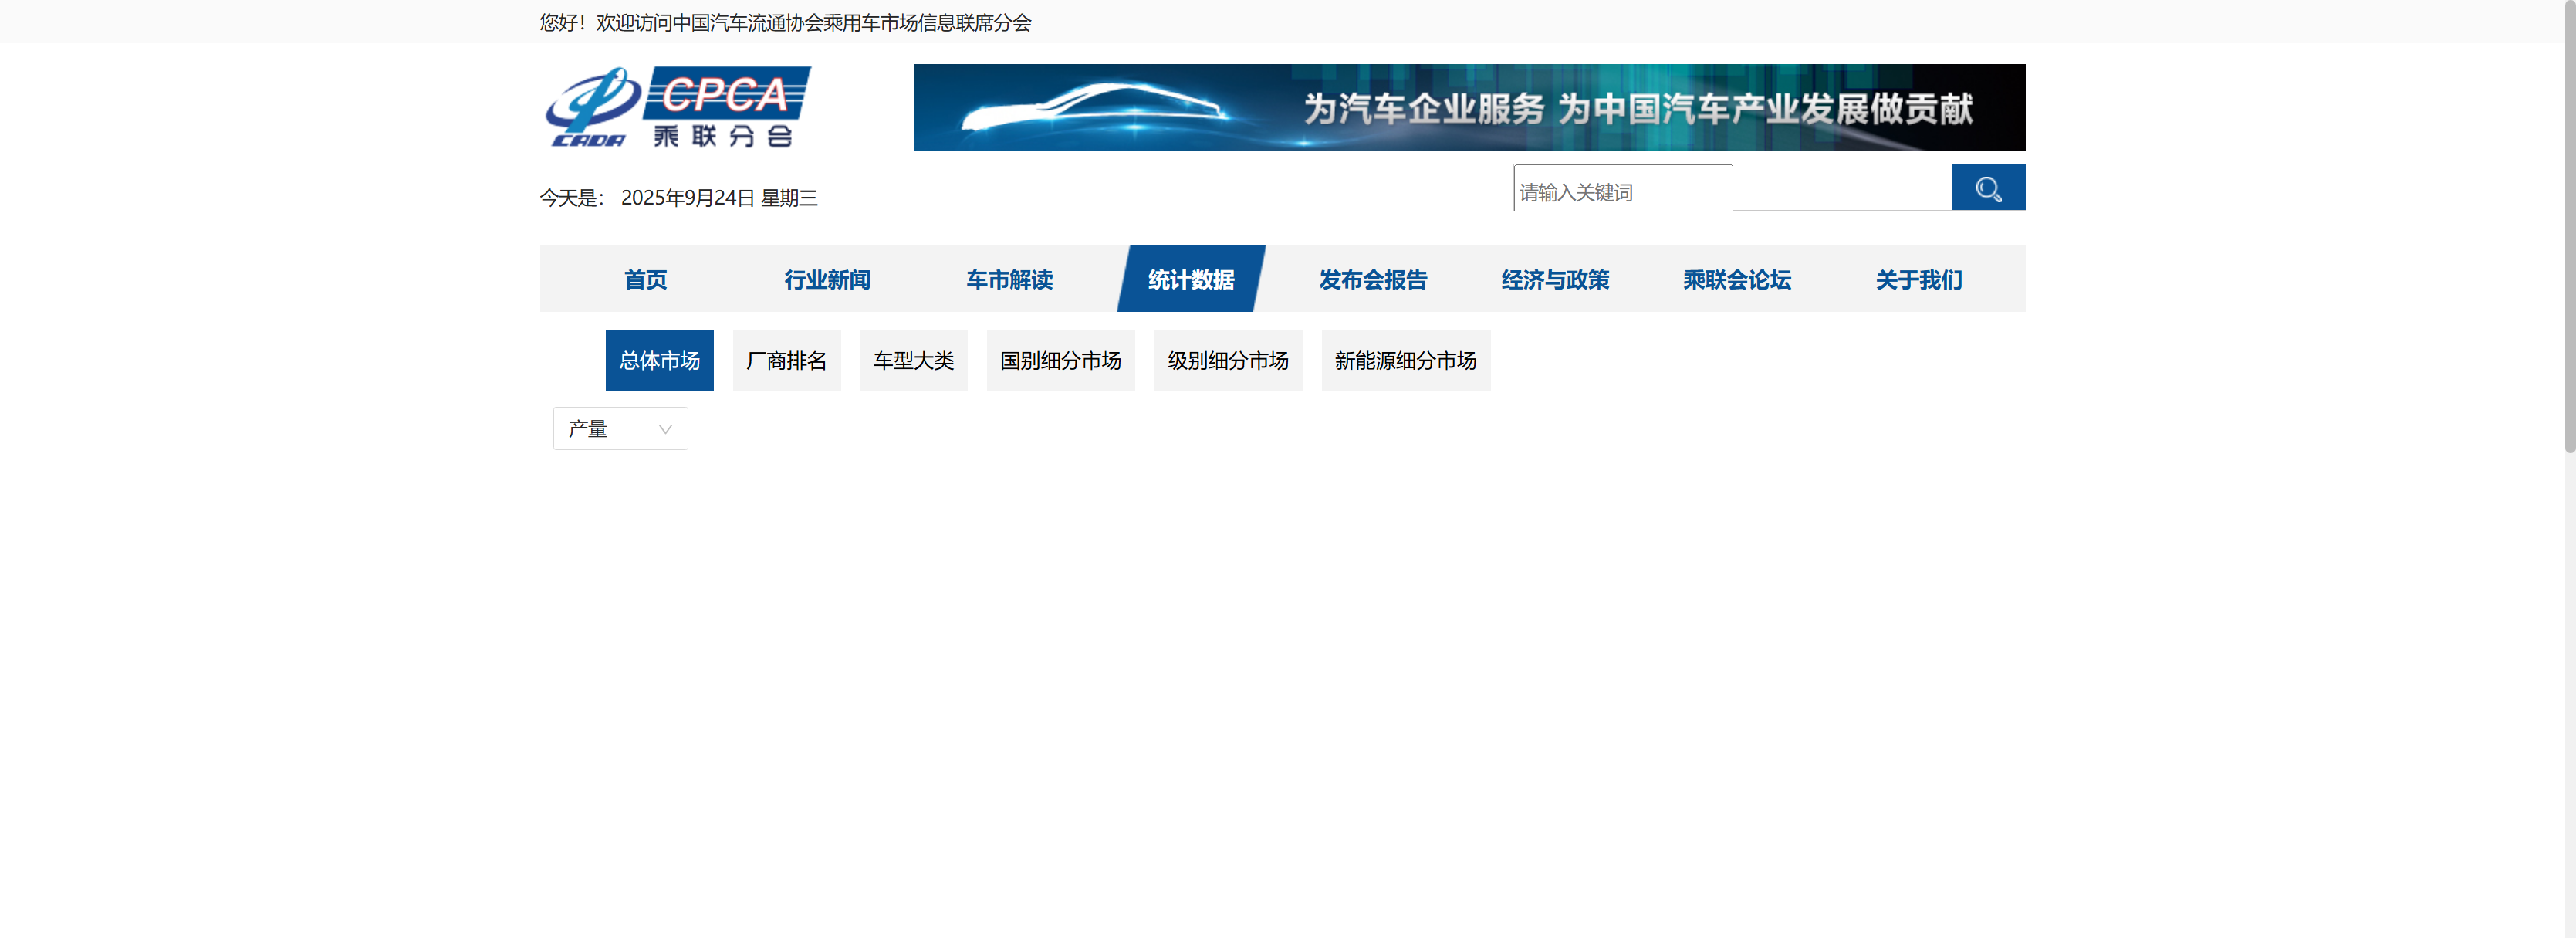 您好！欢迎访问中国汽车流通协会乘用车市场信息联席分会
CADA
CPCA
乘联分会
为汽车企业服务 为中国汽车产业发展做贡献
今天是： 2025年9月24日 星期三
请输入关键词
首页 行业新闻 车市解读 统计数据 发布会报告 经济与政策 乘联会论坛 关于我们
总体市场 厂商排名 车型大类 国别细分市场 级别细分市场 新能源细分市场
产量